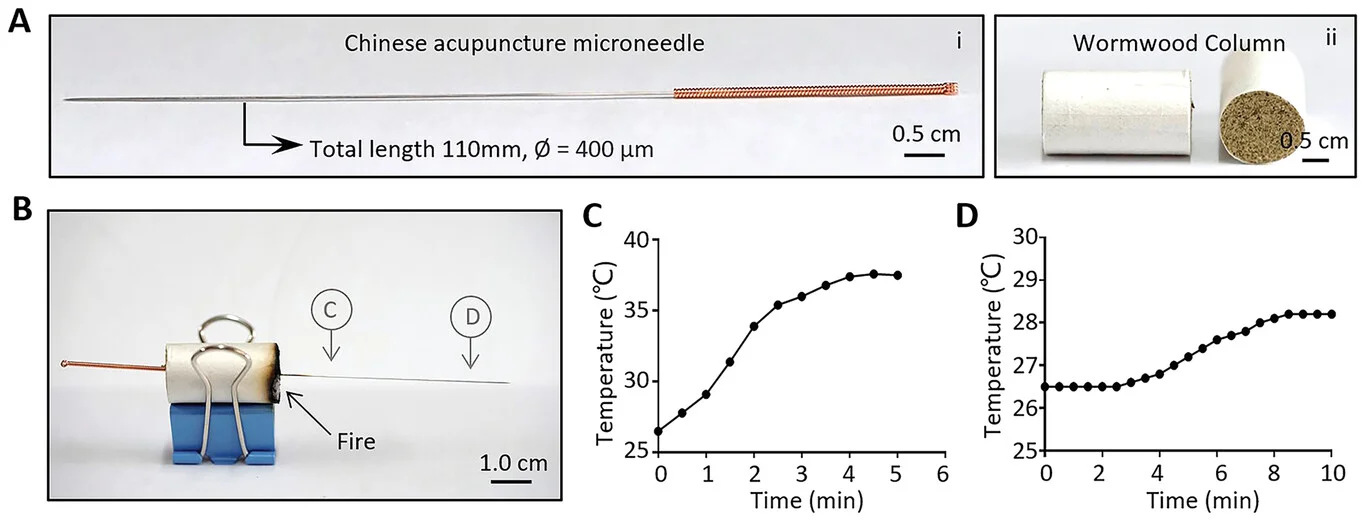 A
Chinese acupuncture microneedle
i
Total length 110mm, Ø = 400 μm
0.5 cm
Wormwood Column
ii
0.5 cm
B
C
D
Fire
1.0 cm
C
40
35
30
25
Temperature (℃)
0 1 2 3 4 5 6
Time (min)
D
30
29
28
27
26
25
Temperature (℃)
0 2 4 6 8 10
Time (min)